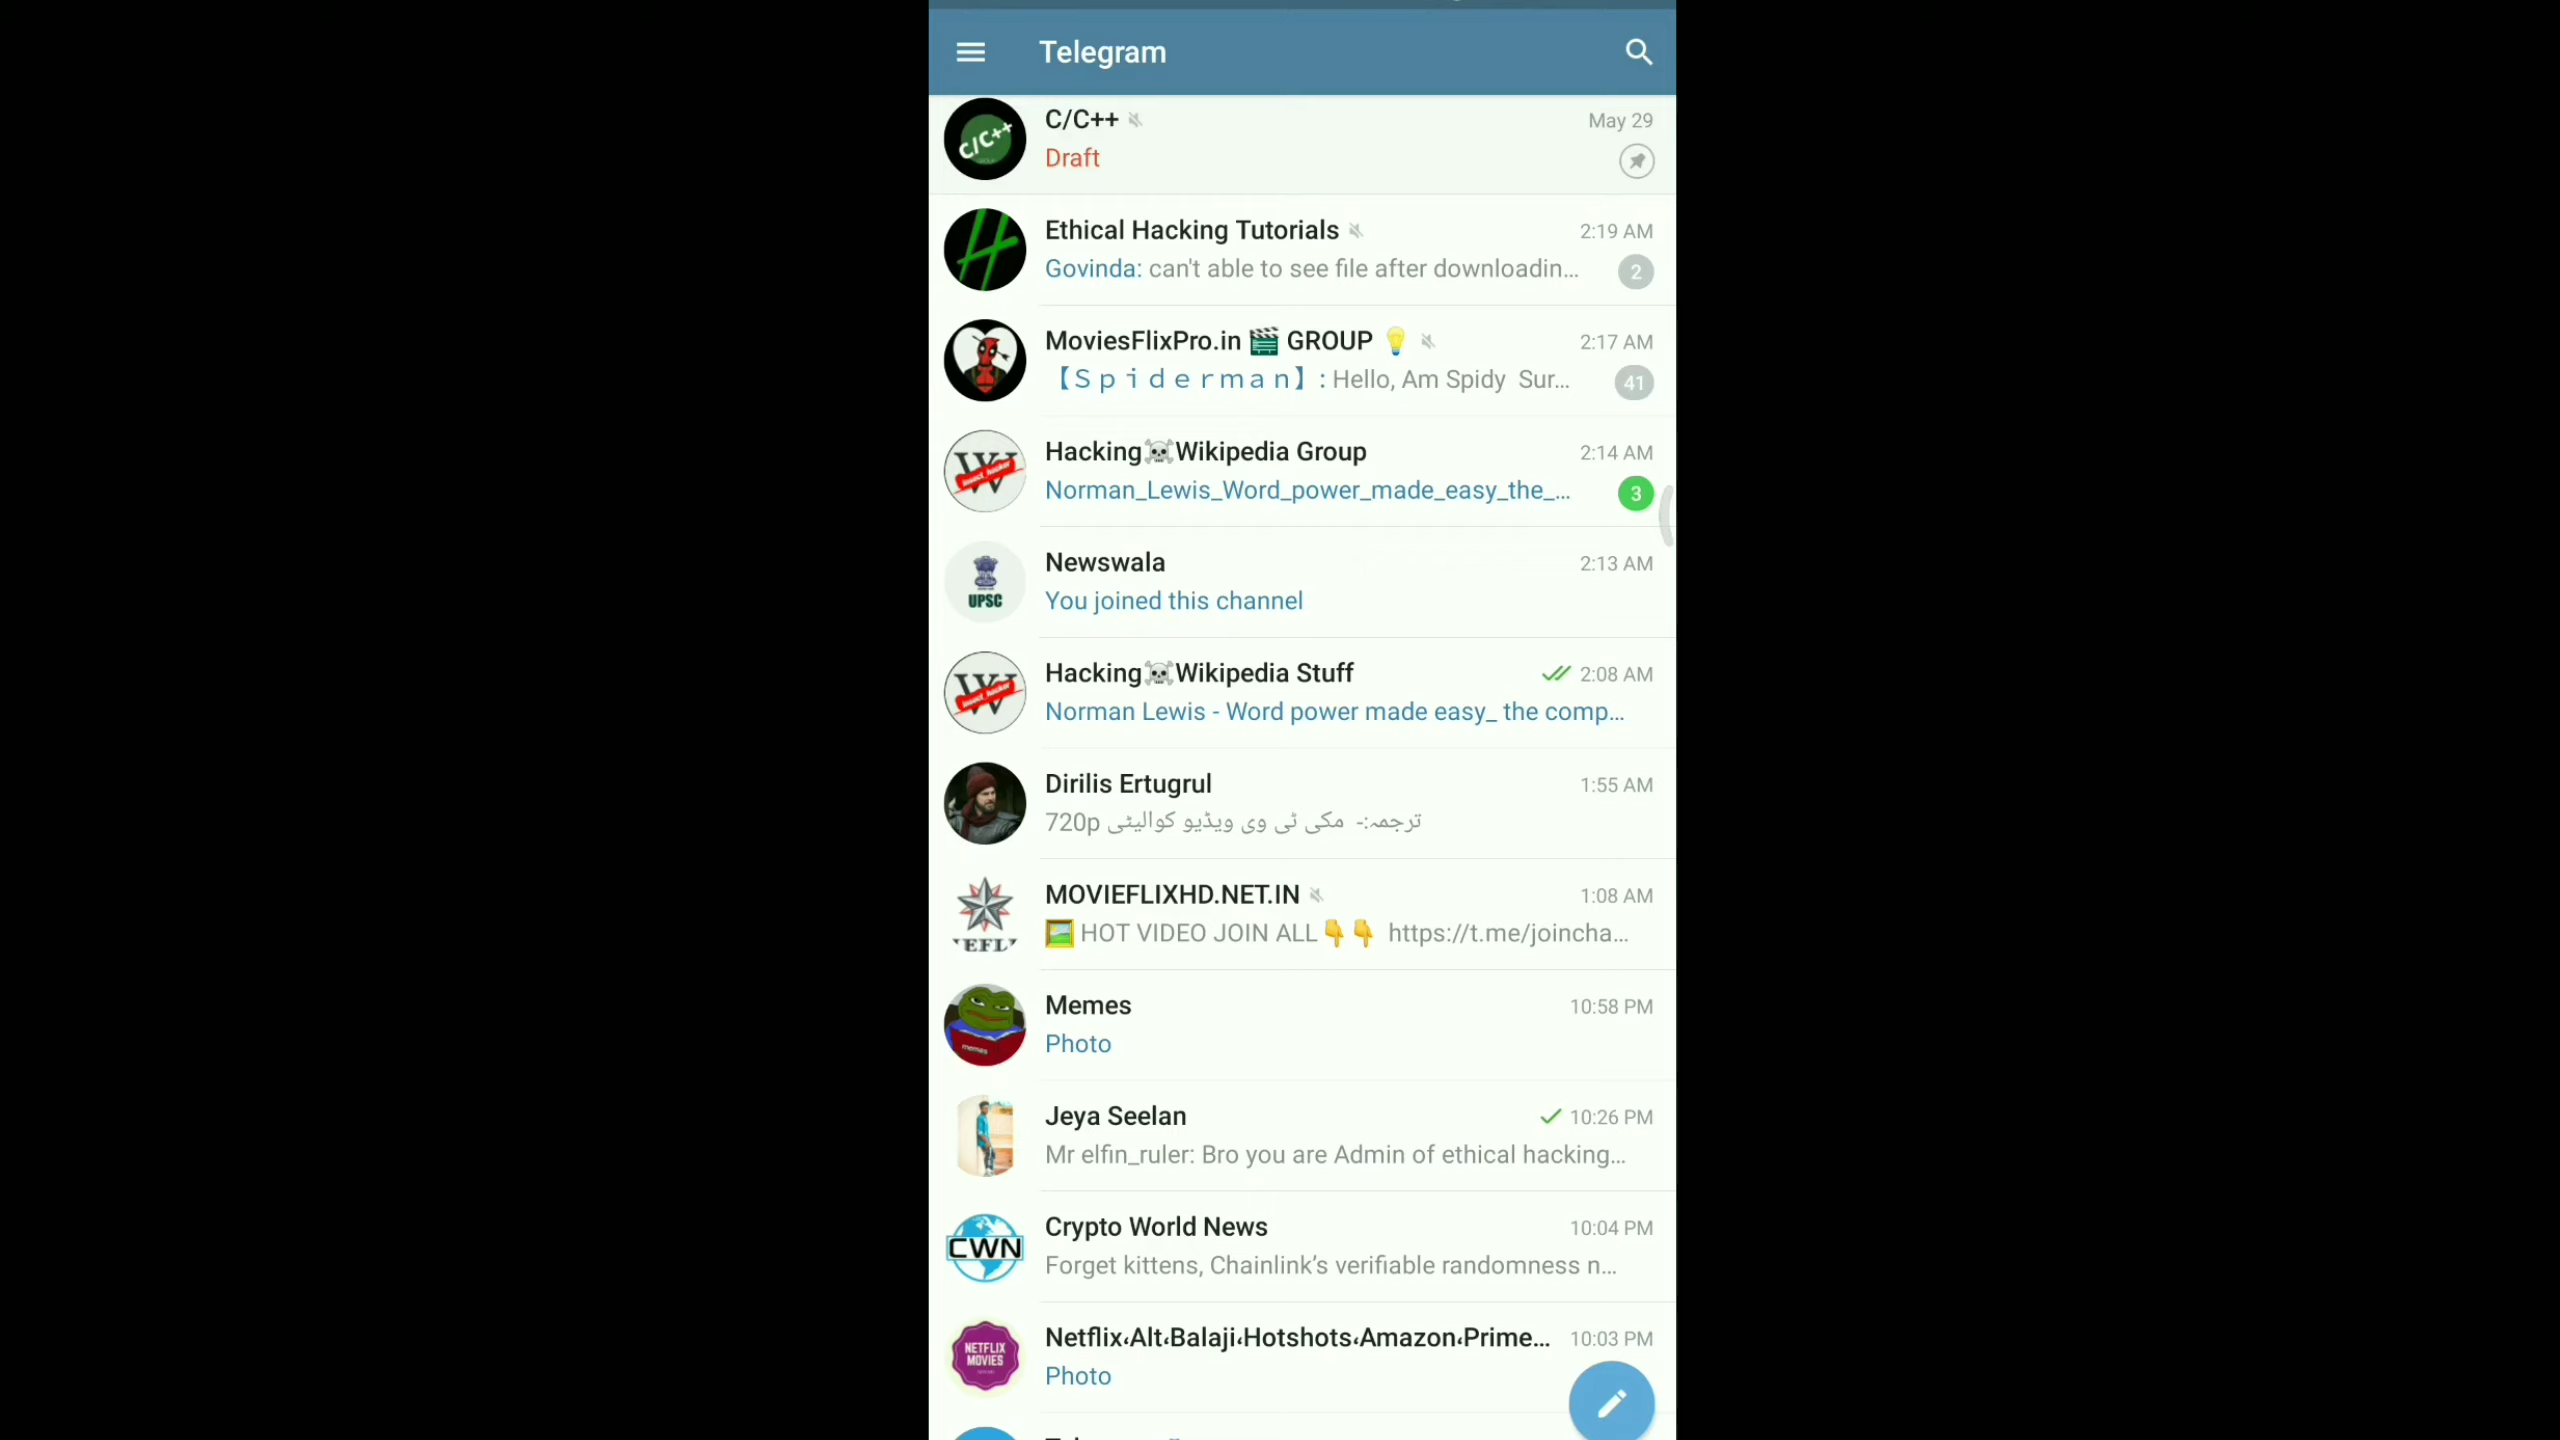 Telegram
C/C++
C/C++ May 29
Draft
Ethical Hacking Tutorials 2:19 AM
Govinda: can't able to see file after downloadin... 2
MoviesFlixPro.in 🎬 GROUP 💡 2:17 AM
【Ｓｐｉｄｅｒｍａｎ】: Hello, Am Spidy Sur... 41
Hacking☠️Wikipedia Group 2:14 AM
Norman_Lewis_Word_power_made_easy_the_... 3
UPSC
Newswala 2:13 AM
You joined this channel
Hacking☠️Wikipedia Stuff 2:08 AM
Norman Lewis - Word power made easy_ the comp...
Dirilis Ertugrul 1:55 AM
ترجمہ:- مکی ٹی وی ویڈیو کوالیٹی 720p
MOVIEFLIXHD.NET.IN 1:08 AM
🖼 HOT VIDEO JOIN ALL👇👇 https://t.me/joincha...
memes
Memes 10:58 PM
Photo
Jeya Seelan 10:26 PM
Mr elfin_ruler: Bro you are Admin of ethical hacking...
CWN
Crypto World News 10:04 PM
Forget kittens, Chainlink’s verifiable randomness n...
NETFLIX
MOVIES
Netflix،Alt،Balaji،Hotshots،Amazon،Prime... 10:03 PM
Photo